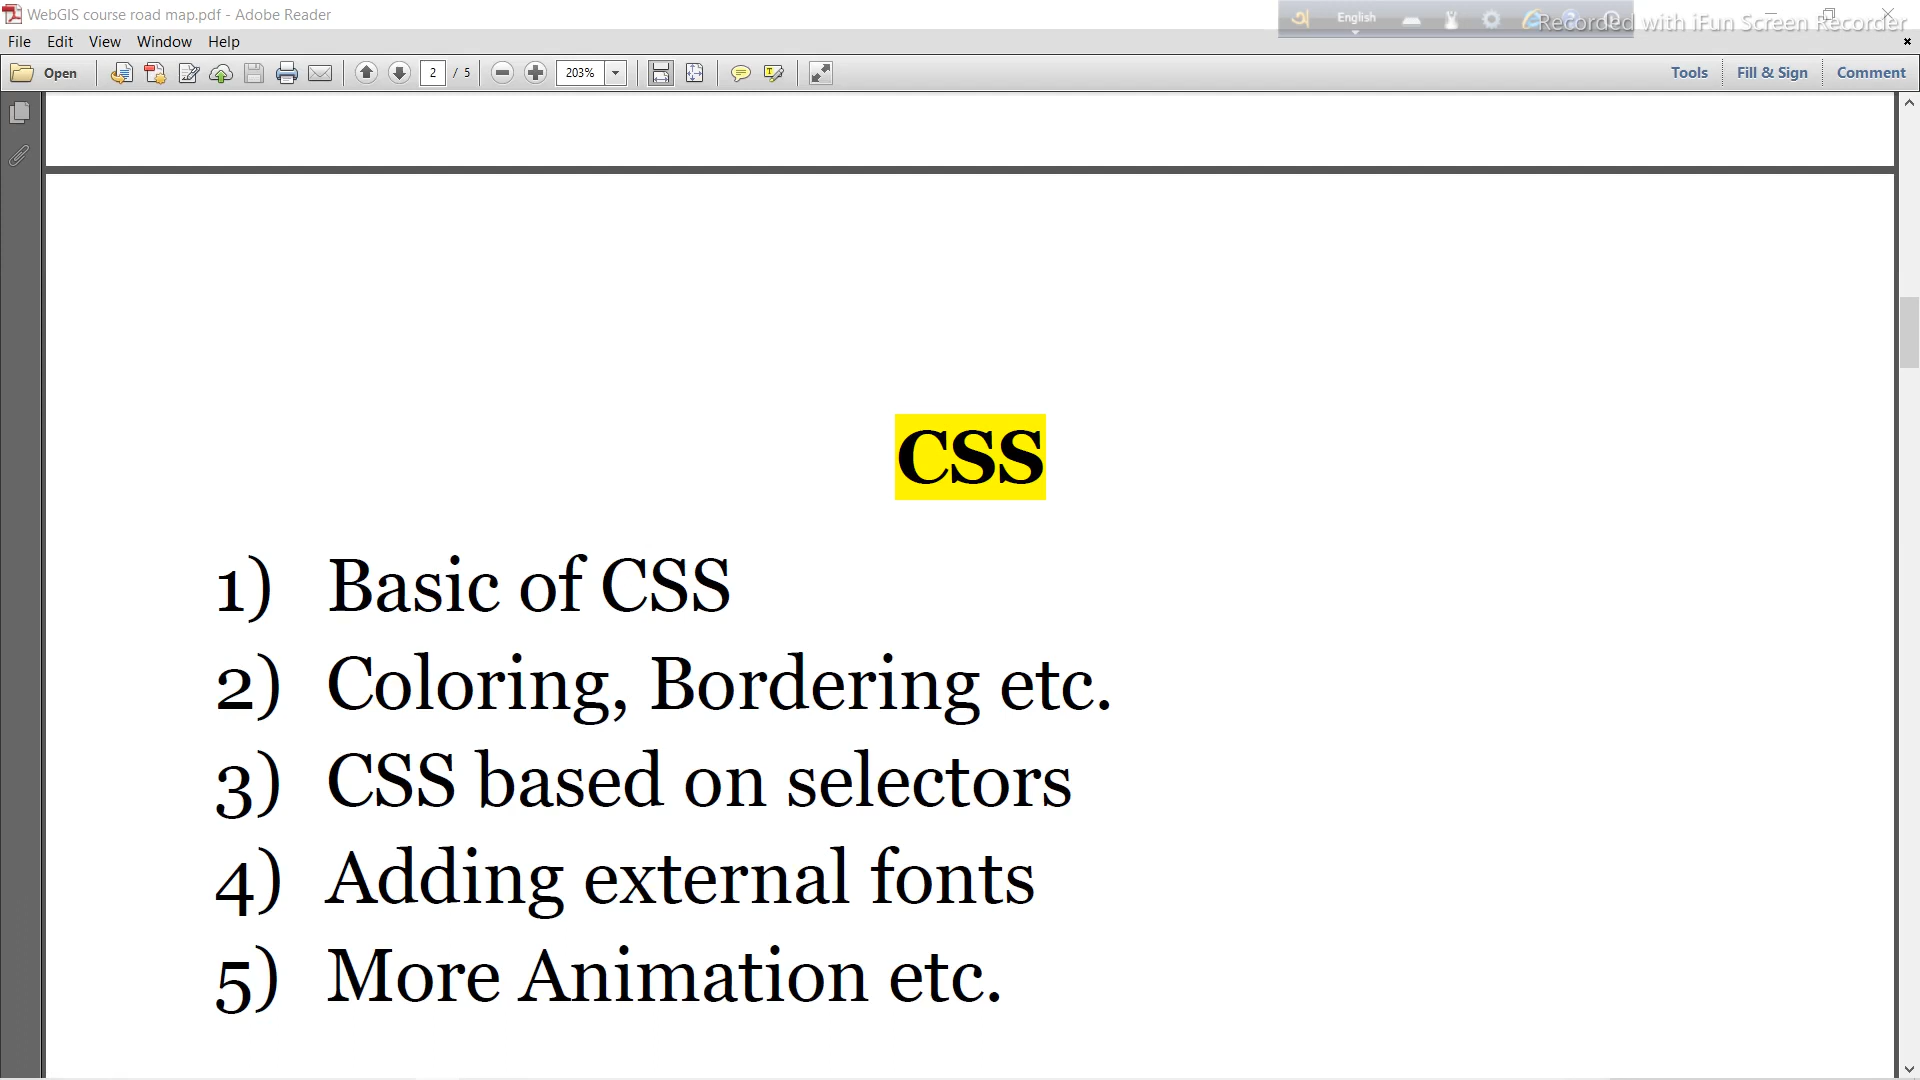 WebGIS course road map.pdf - Adobe Reader
English
Recorded with iFun Screen Recorder
File Edit View Window Help
Open 2 / 5 203% Tools Fill & Sign Comment
CSS
1) Basic of CSS
2) Coloring, Bordering etc.
3) CSS based on selectors
4) Adding external fonts
5) More Animation etc.